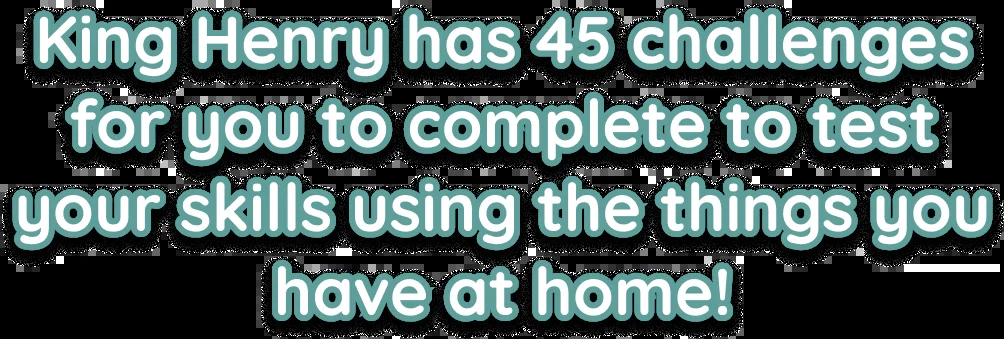 King Henry has 45 challenges
for you to complete to test
your skills using the things you
have at home!